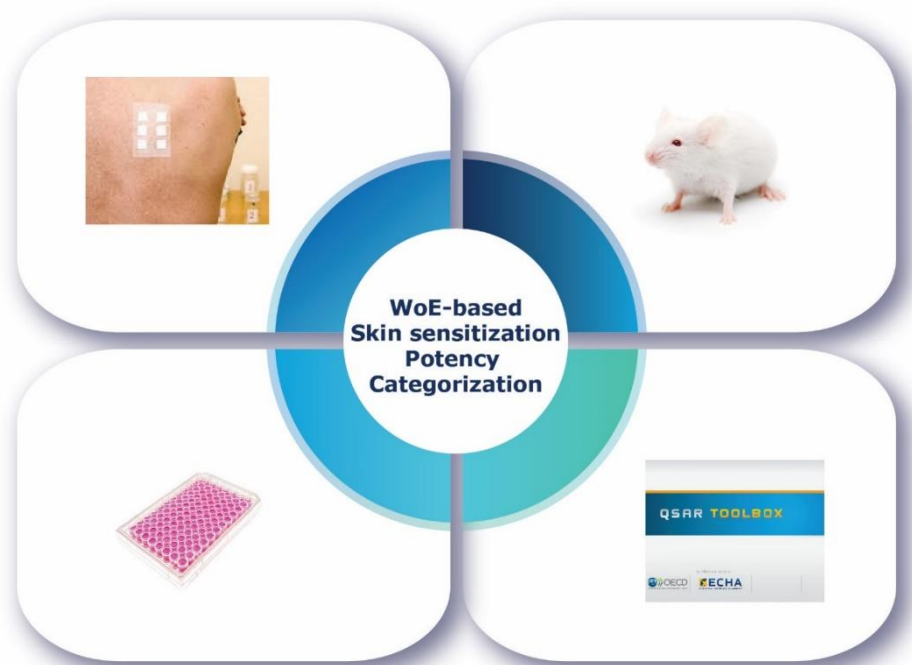 WoE-based
Skin sensitization
Potency
Categorization
QSAR TOOLBOX
OECD
ECHA